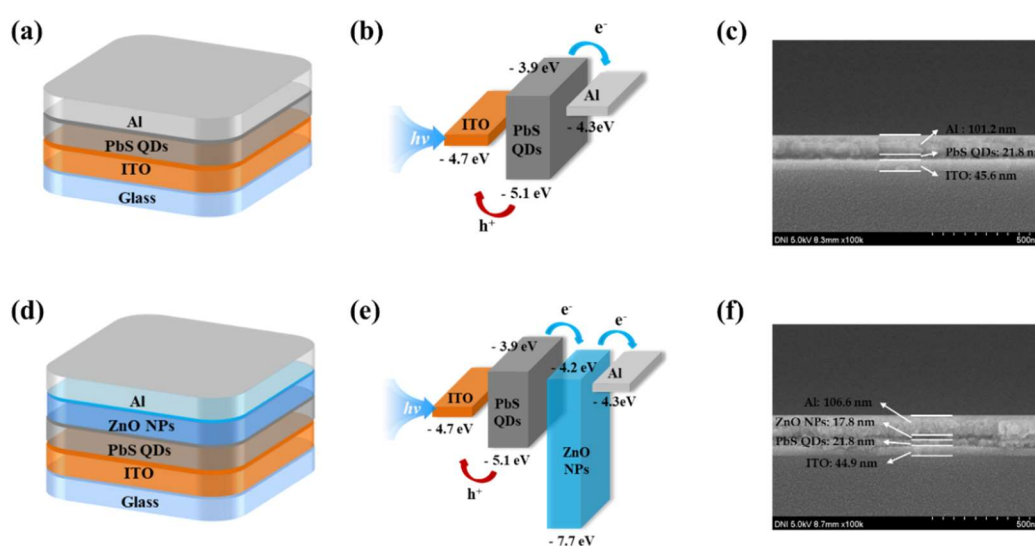 (a)
Al
PbS QDs
ITO
Glass
(b)
e⁻
- 3.9 eV
Al
ITO
PbS
QDs
hν
- 4.3eV
- 4.7 eV
- 5.1 eV
h⁺
(c)
Al : 101.2 nm
PbS QDs: 21.8 n
ITO: 45.6 nm
DNI 5.0kV 8.3mm x100k
500n
(d)
Al
ZnO NPs
PbS QDs
ITO
Glass
(e)
e⁻
e⁻
- 3.9 eV
- 4.2 eV
Al
ITO
PbS
QDs
hν
- 4.3eV
- 4.7 eV
- 5.1 eV
ZnO
NPs
h⁺
- 7.7 eV
(f)
Al: 106.6 nm
ZnO NPs: 17.8 nm
PbS QDs: 21.8 nm
ITO: 44.9 nm
DNI 5.0kV 8.7mm x100k
500n